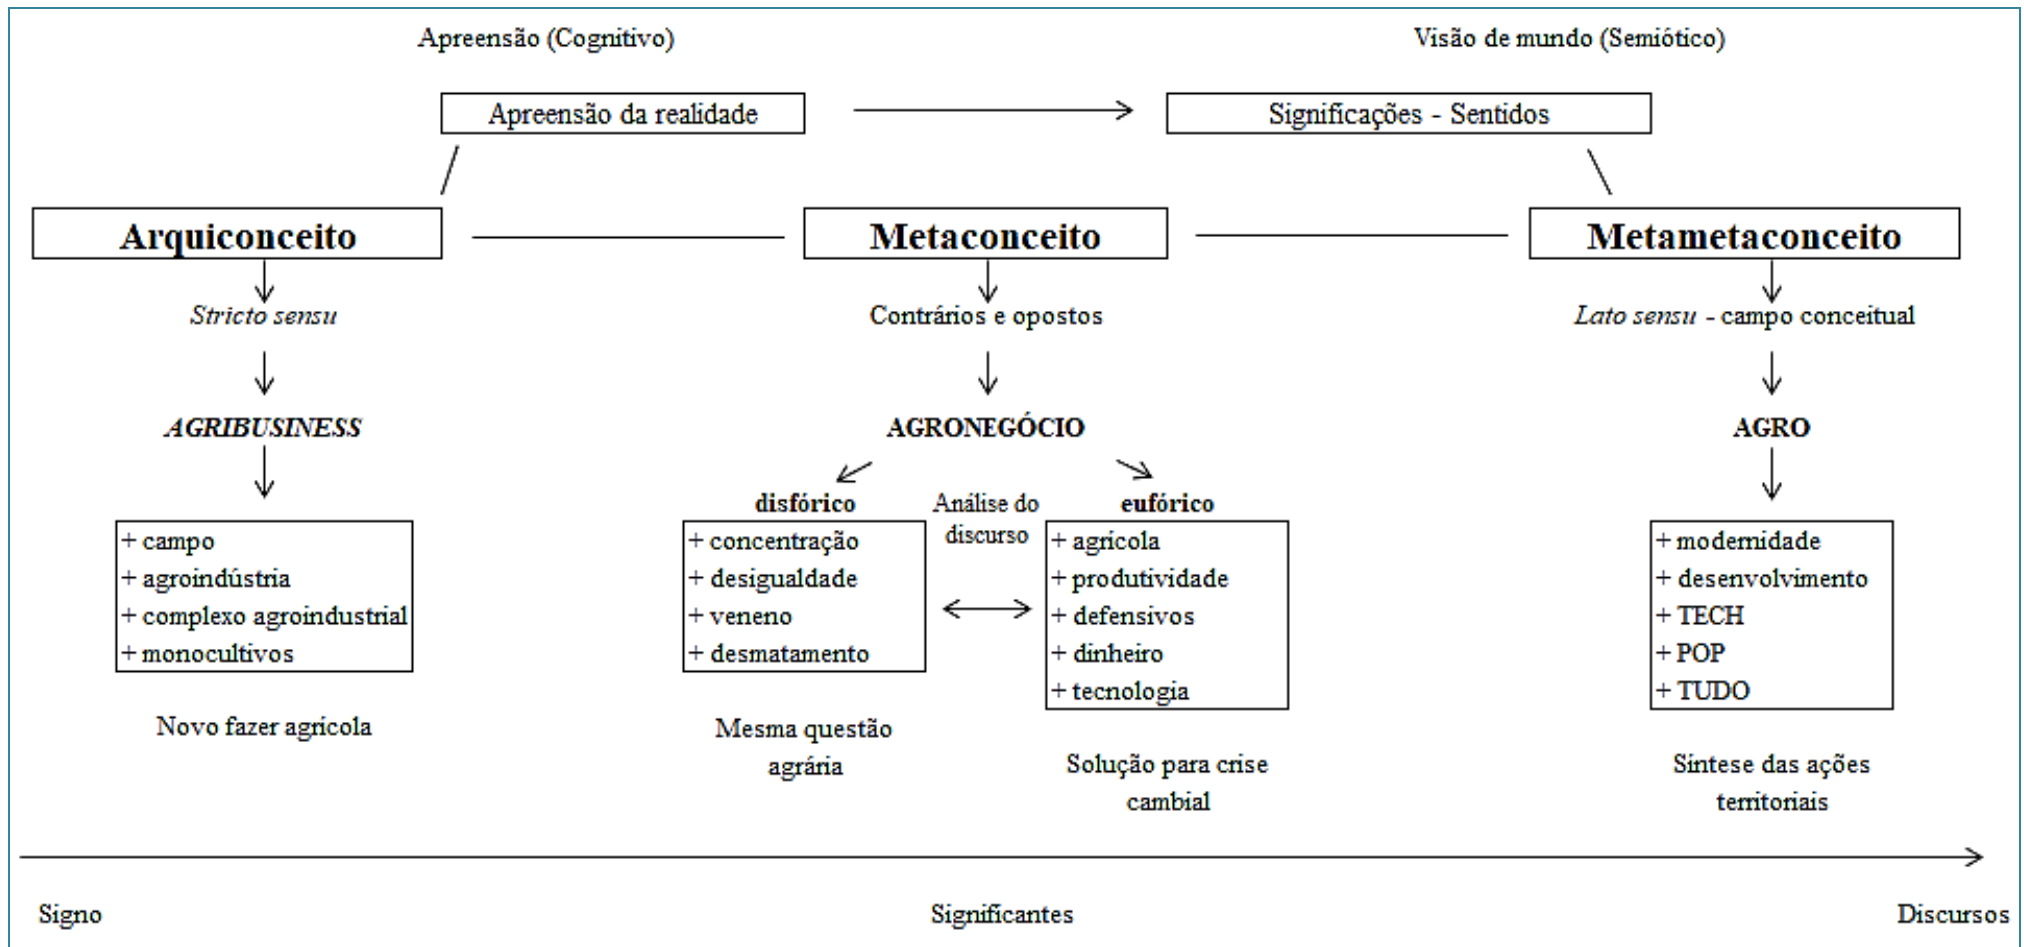 Apreensão (Cognitivo)
Visão de mundo (Semiótico)
Apreensão da realidade
Significações - Sentidos
Arquiconceito
Metaconceito
Metametaconceito
Stricto sensu
Contrários e opostos
Lato sensu - campo conceitual
AGRIBUSINESS
AGRONEGÓCIO
AGRO
+ campo
+ agroindústria
+ complexo agroindustrial
+ monocultivos
Novo fazer agrícola
disfórico
+ concentração
+ desigualdade
+ veneno
+ desmatamento
Mesma questão
agrária
Análise do
discurso
eufórico
+ agrícola
+ produtividade
+ defensivos
+ dinheiro
+ tecnologia
Solução para crise
cambial
+ modernidade
+ desenvolvimento
+ TECH
+ POP
+ TUDO
Síntese das ações
territoriais
Signo
Significantes
Discursos